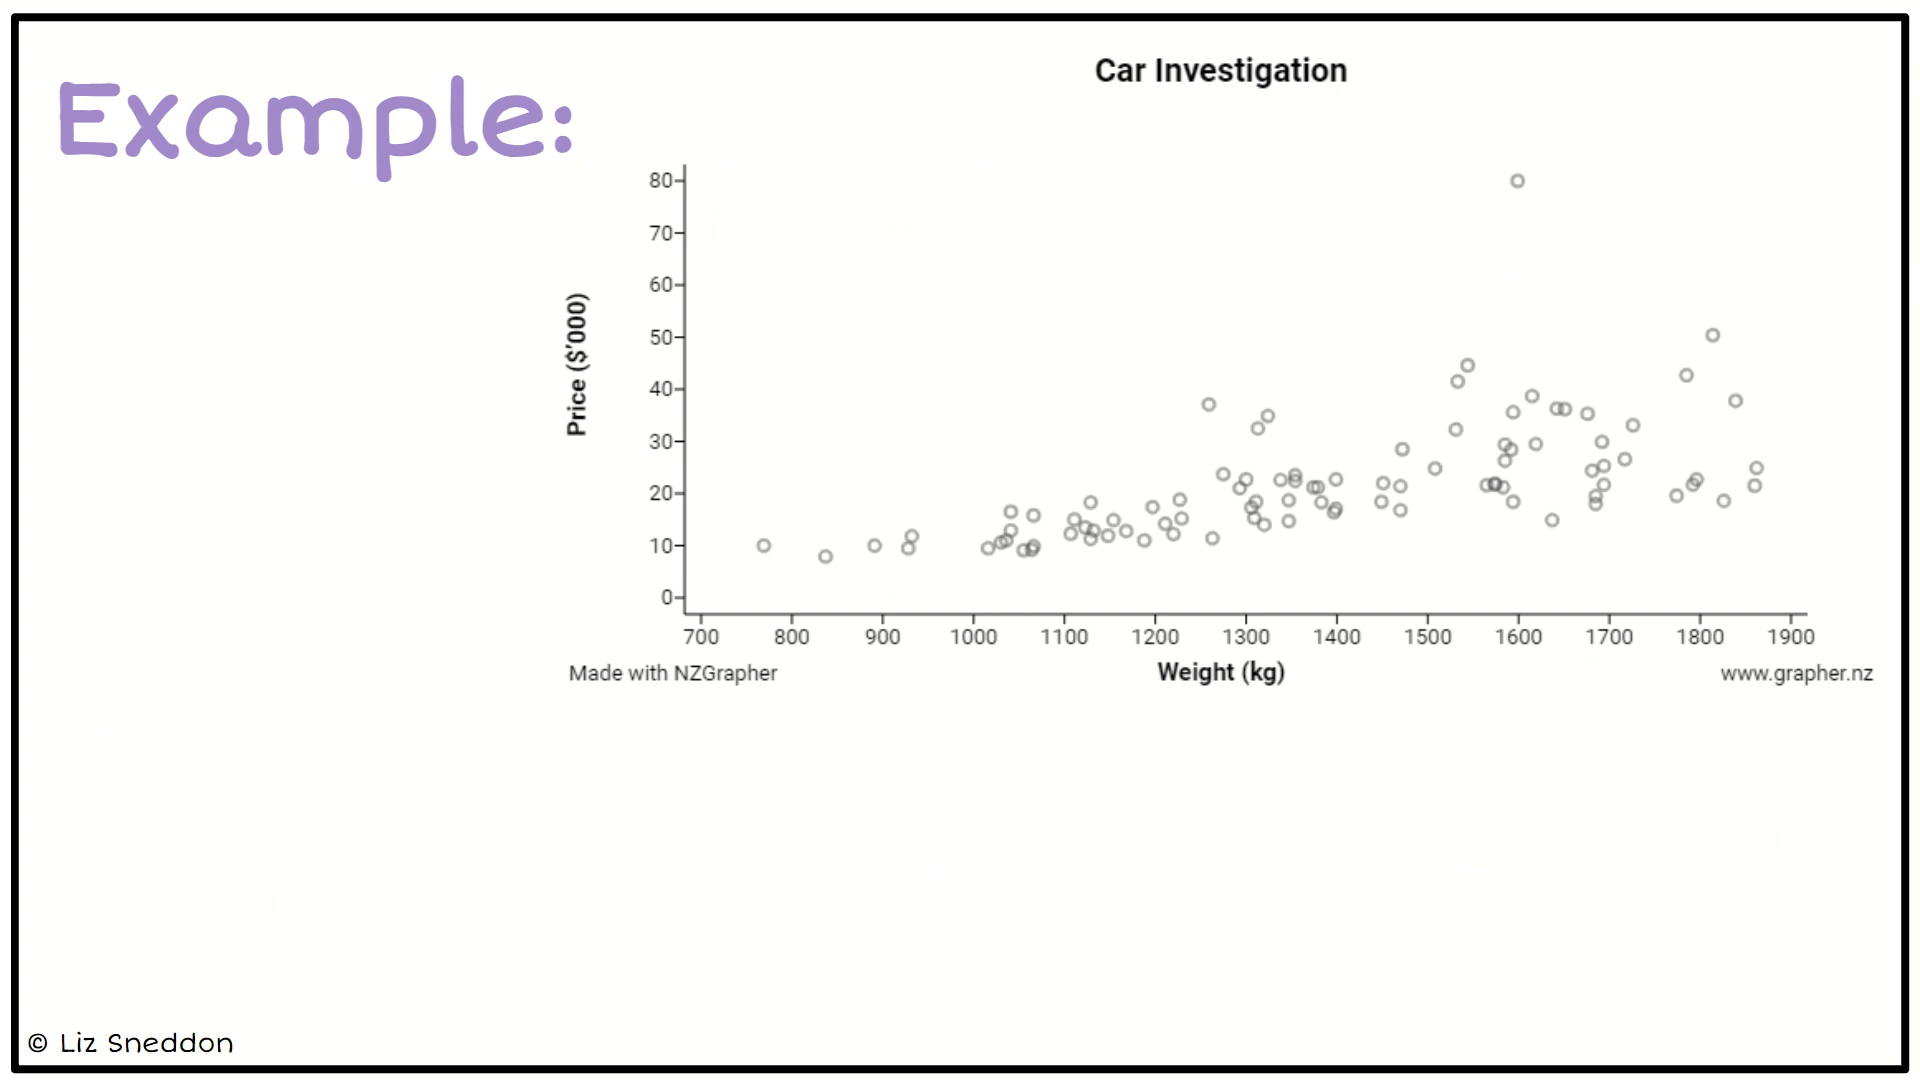 Example:
Car Investigation
80
70
60
50
40
30
20
10
0
Price ($'000)
700 800 900 1000 1100 1200 1300 1400 1500 1600 1700 1800 1900
Made with NZGrapher Weight (kg) www.grapher.nz
© Liz Sneddon